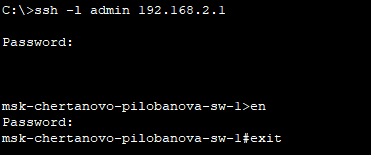 C:\>ssh -l admin 192.168.2.1
Password:
msk-chertanovo-pilobanova-sw-1>en
Password:
msk-chertanovo-pilobanova-sw-1#exit